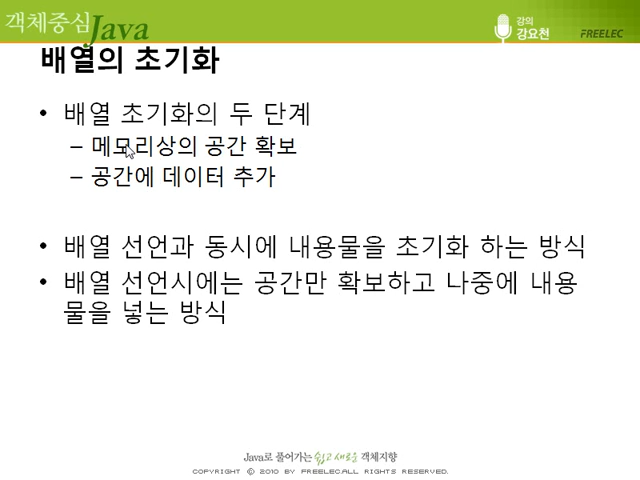 객체중심 Java
강의
강요천
FREELEC
배열의 초기화
• 배열 초기화의 두 단계
– 메모리상의 공간 확보
– 공간에 데이터 추가
• 배열 선언과 동시에 내용물을 초기화 하는 방식
• 배열 선언시에는 공간만 확보하고 나중에 내용
물을 넣는 방식
Java로 풀어가는 쉽고 새로운 객체지향
COPYRIGHT © 2010 BY FREELEC.ALL RIGHTS RESERVED.